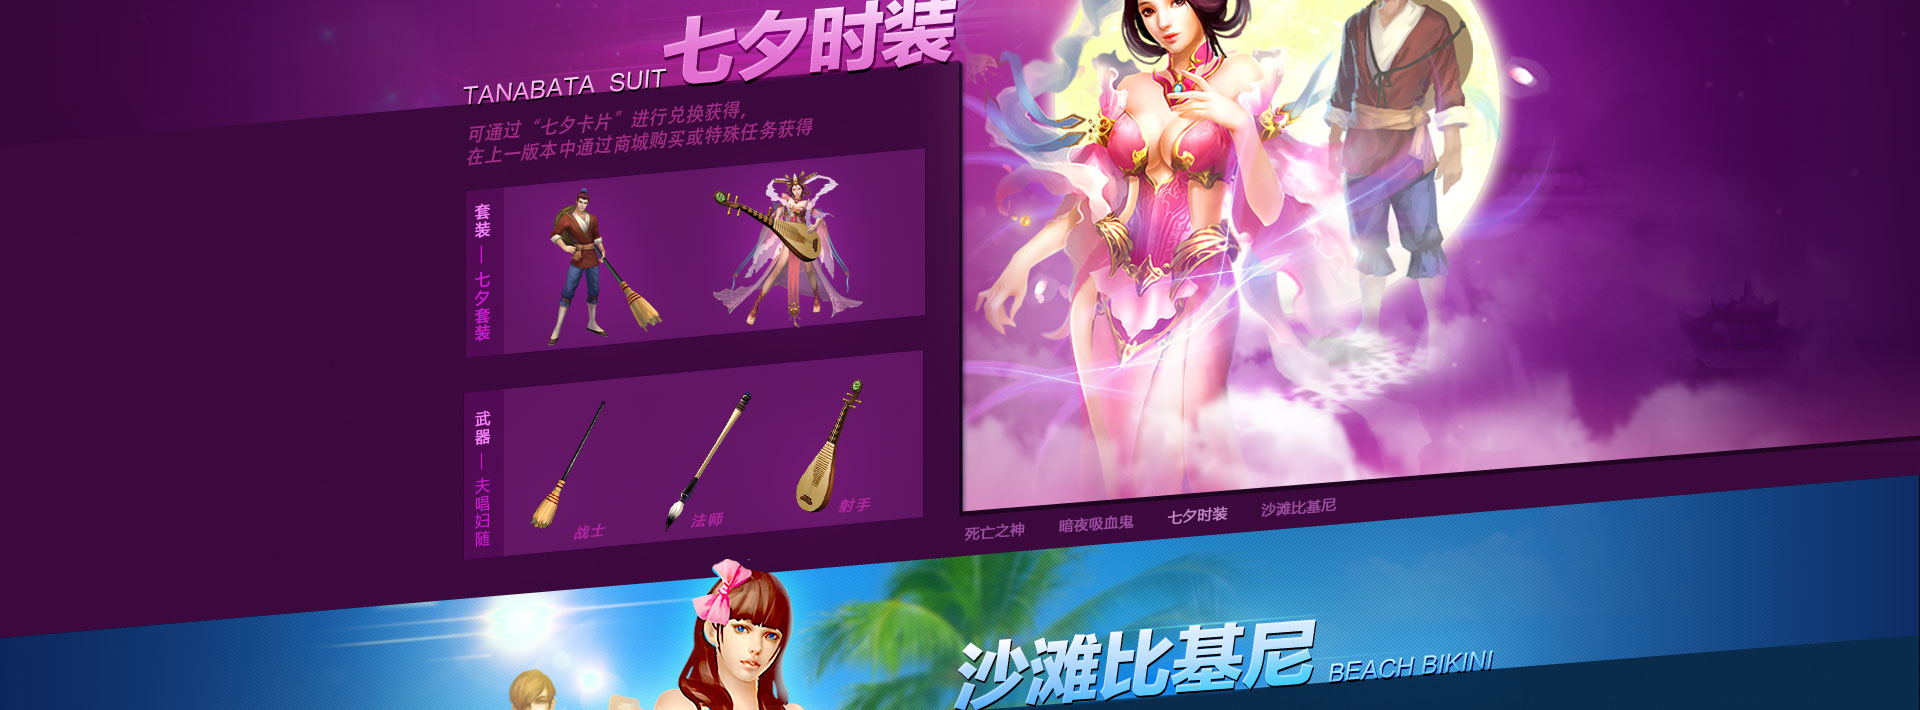 七夕时装
TANABATA SUIT
可通过“七夕卡片”进行兑换获得，
在上一版本中通过商城购买或特殊任务获得
套装 — 七夕套装
武器 — 夫唱妇随
战士
法师
射手
死亡之神
暗夜吸血鬼
七夕时装
沙滩比基尼
沙滩比基尼
BEACH BIKINI